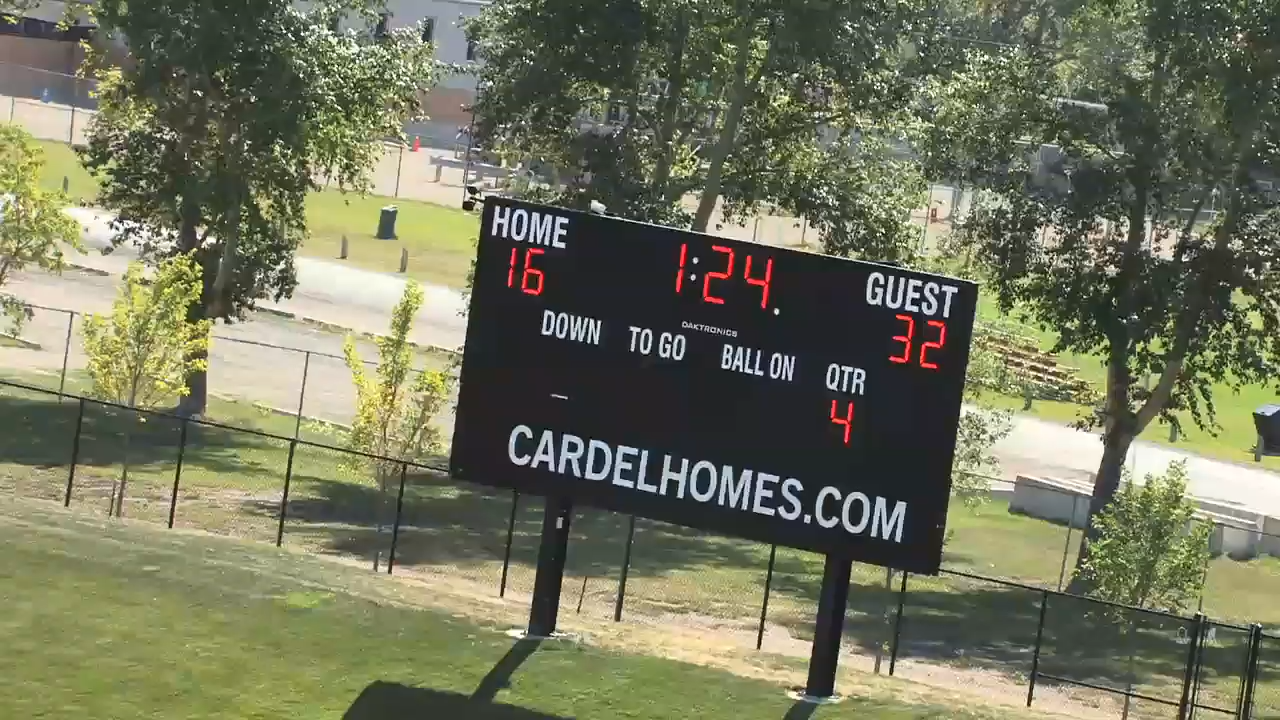 HOME
16
1:24.
GUEST
32
DAKTRONICS
DOWN TO GO BALL ON QTR
4
CARDELHOMES.COM